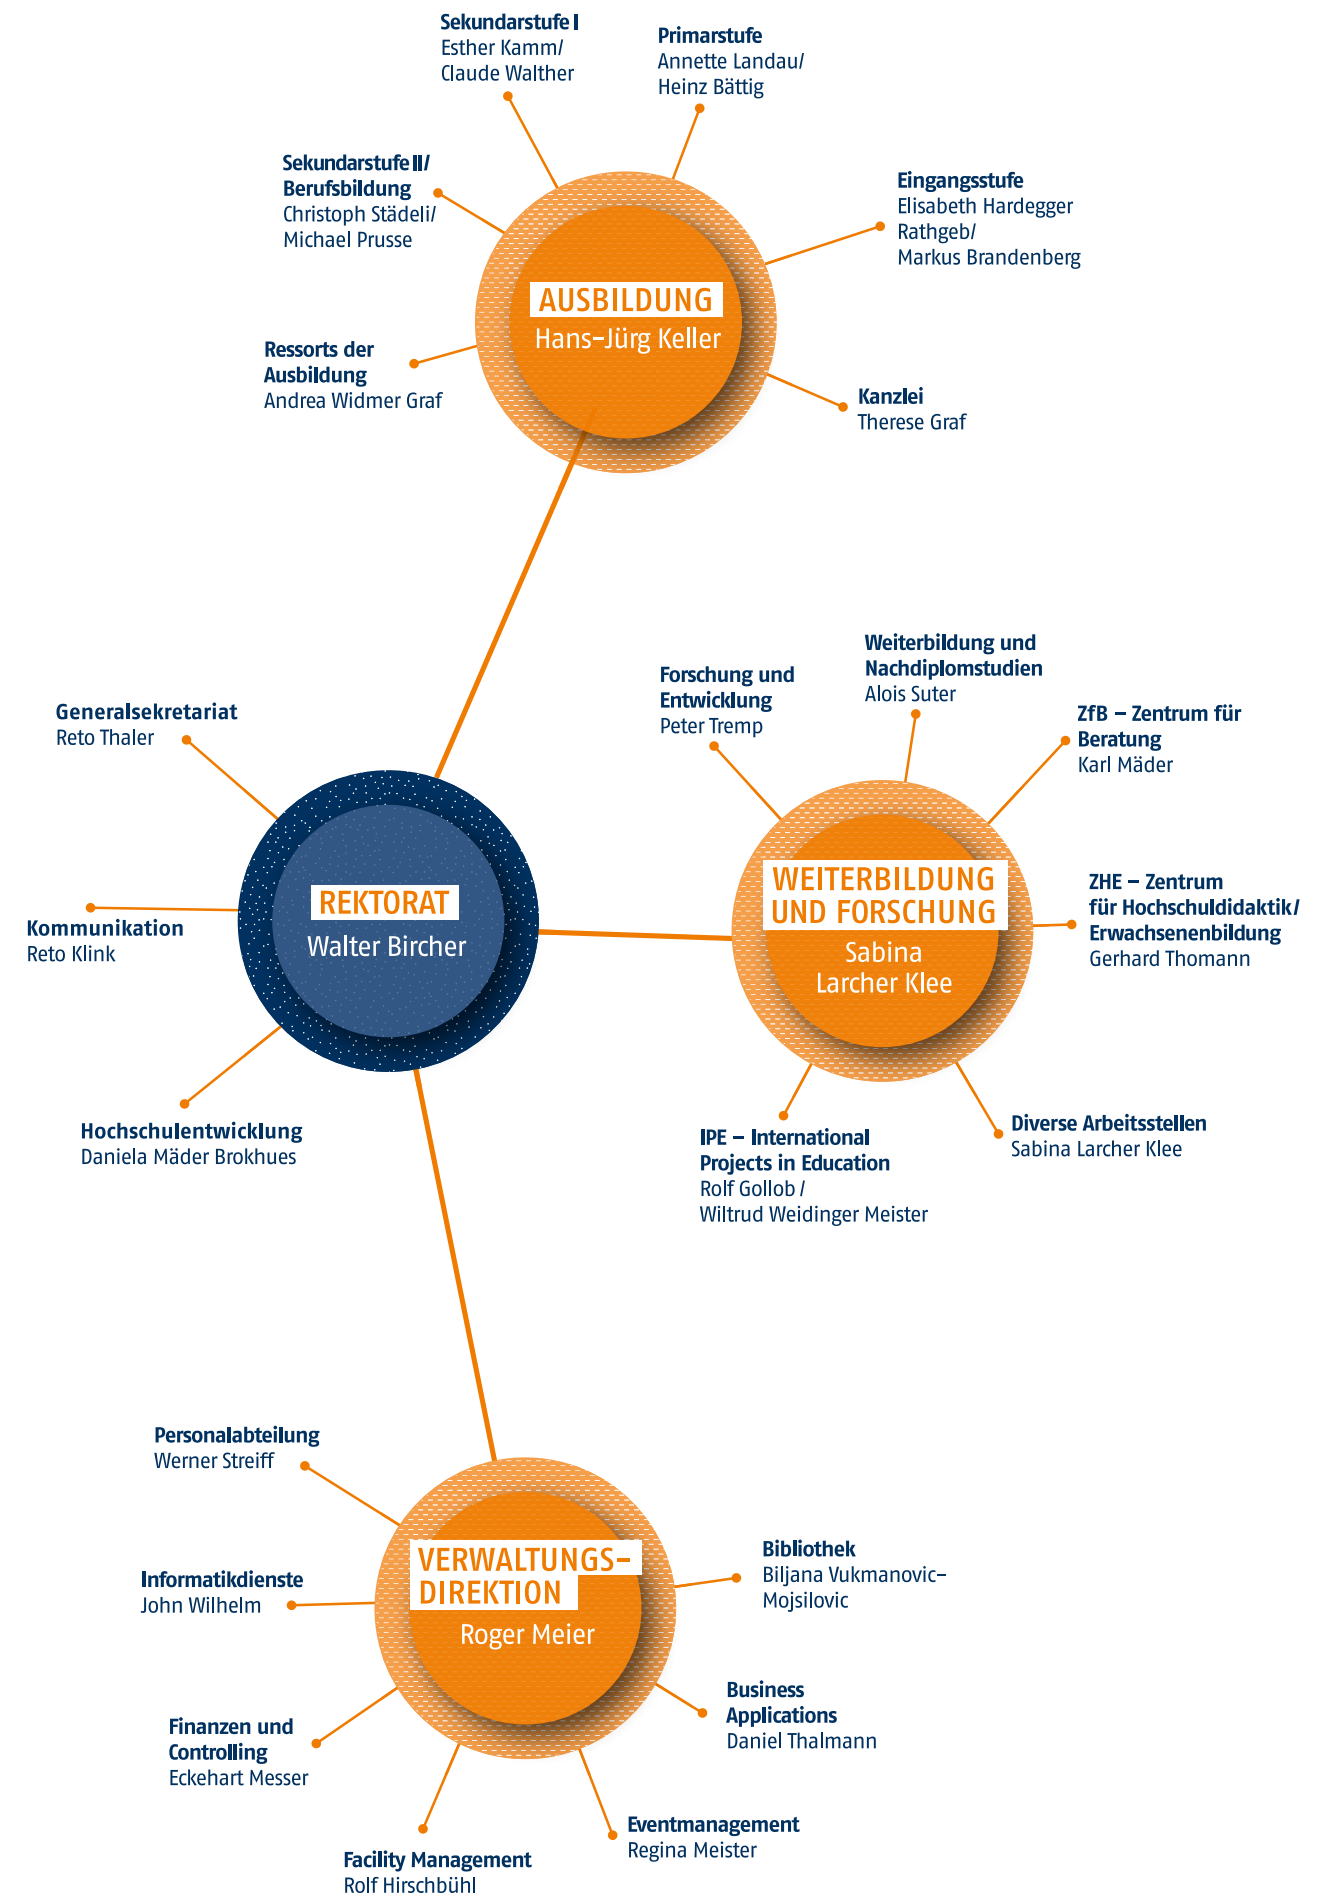 Sekundarstufe I
Esther Kamm/
Claude Walther
Primarstufe
Annette Landau/
Heinz Bättig
Sekundarstufe II/
Berufsbildung
Christoph Städeli/
Michael Prusse
Eingangsstufe
Elisabeth Hardegger
Rathgeb/
Markus Brandenberg
AUSBILDUNG
Hans-Jürg Keller
Ressorts der
Ausbildung
Andrea Widmer Graf
Kanzlei
Therese Graf
Generalsekretariat
Reto Thaler
Kommunikation
Reto Klink
REKTORAT
Walter Bircher
Hochschulentwicklung
Daniela Mäder Brokhues
Forschung und
Entwicklung
Peter Tremp
Weiterbildung und
Nachdiplomstudien
Alois Suter
ZfB – Zentrum für
Beratung
Karl Mäder
WEITERBILDUNG
UND FORSCHUNG
Sabina
Larcher Klee
ZHE – Zentrum
für Hochschuldidaktik/
Erwachsenenbildung
Gerhard Thomann
IPE – International
Projects in Education
Rolf Gollob /
Wiltrud Weidinger Meister
Diverse Arbeitsstellen
Sabina Larcher Klee
Personalabteilung
Werner Streiff
Informatikdienste
John Wilhelm
VERWALTUNGS-
DIREKTION
Roger Meier
Bibliothek
Biljana Vukmanovic-
Mojsilovic
Business
Applications
Daniel Thalmann
Finanzen und
Controlling
Eckehart Messer
Eventmanagement
Regina Meister
Facility Management
Rolf Hirschbühl